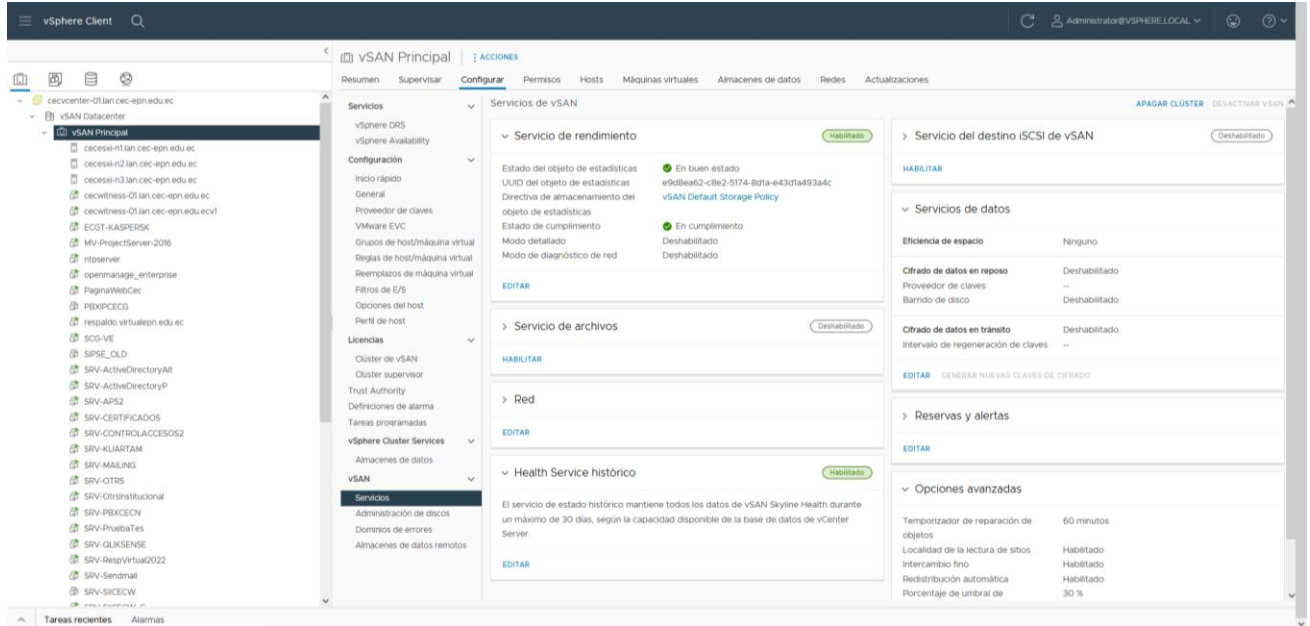 vSphere Client
Administrator@VSPHERE.LOCAL
vSAN Principal
ACCIONES
Resumen Supervisar Configurar Permisos Hosts Máquinas virtuales Almacenes de datos Redes Actualizaciones
cecvcenter-01.lan.cec-epn.edu.ec
vSAN Datacenter
vSAN Principal
cecesxi-n1.lan.cec-epn.edu.ec
cecesxi-n2.lan.cec-epn.edu.ec
cecesxi-n3.lan.cec-epn.edu.ec
cecwitness-01.lan.cec-epn.edu.ec
cecwitness-01.lan.cec-epn.edu.ecv1
ECGT-KASPERSK
MV-ProjectServer-2016
ntpserver
openmanage_enterprise
PaginaWebCec
PBXIPCECG
respaldo.virtualepn.edu.ec
SCG-VE
SIPSE_OLD
SRV-ActiveDirectoryAlt
SRV-ActiveDirectoryP
SRV-APS2
SRV-CERTIFICADOS
SRV-CONTROLACCESOS2
SRV-KUARTAM
SRV-MAILING
SRV-OTRS
SRV-OtrsInstitucional
SRV-PBXCECN
SRV-PruebaTes
SRV-QLIKSENSE
SRV-RespVirtual2022
SRV-Sendmail
SRV-SIICECW
Servicios
vSphere DRS
vSphere Availability
Configuración
Inicio rápido
General
Proveedor de claves
VMware EVC
Grupos de host/máquina virtual
Reglas de host/máquina virtual
Reemplazos de máquina virtual
Filtros de E/S
Opciones del host
Perfil de host
Licencias
Clúster de vSAN
Clúster supervisor
Trust Authority
Definiciones de alarma
Tareas programadas
vSphere Cluster Services
Almacenes de datos
vSAN
Servicios
Administración de discos
Dominios de errores
Almacenes de datos remotos
Servicios de vSAN
APAGAR CLÚSTER DESACTIVAR VSAN
Servicio de rendimiento Habilitado
Estado del objeto de estadísticas En buen estado
UUID del objeto de estadísticas e9d8ea62-c8e2-5174-8d1a-e43d1a493a4c
Directiva de almacenamiento del vSAN Default Storage Policy
objeto de estadísticas
Estado de cumplimiento En cumplimiento
Modo detallado Deshabilitado
Modo de diagnóstico de red Deshabilitado
EDITAR
Servicio de archivos Deshabilitado
HABILITAR
Red
EDITAR
Health Service histórico Habilitado
El servicio de estado histórico mantiene todos los datos de vSAN Skyline Health durante
un máximo de 30 días, según la capacidad disponible de la base de datos de vCenter
Server.
EDITAR
Servicio del destino iSCSI de vSAN Deshabilitado
HABILITAR
Servicios de datos
Eficiencia de espacio Ninguno
Cifrado de datos en reposo Deshabilitado
Proveedor de claves --
Barrido de disco Deshabilitado
Cifrado de datos en tránsito Deshabilitado
Intervalo de regeneración de claves --
EDITAR GENERAR NUEVAS CLAVES DE CIFRADO
Reservas y alertas
EDITAR
Opciones avanzadas
Temporizador de reparación de 60 minutos
objetos
Localidad de la lectura de sitios Habilitado
Intercambio fino Habilitado
Redistribución automática Habilitado
Porcentaje de umbral de 30 %
Tareas recientes Alarmas